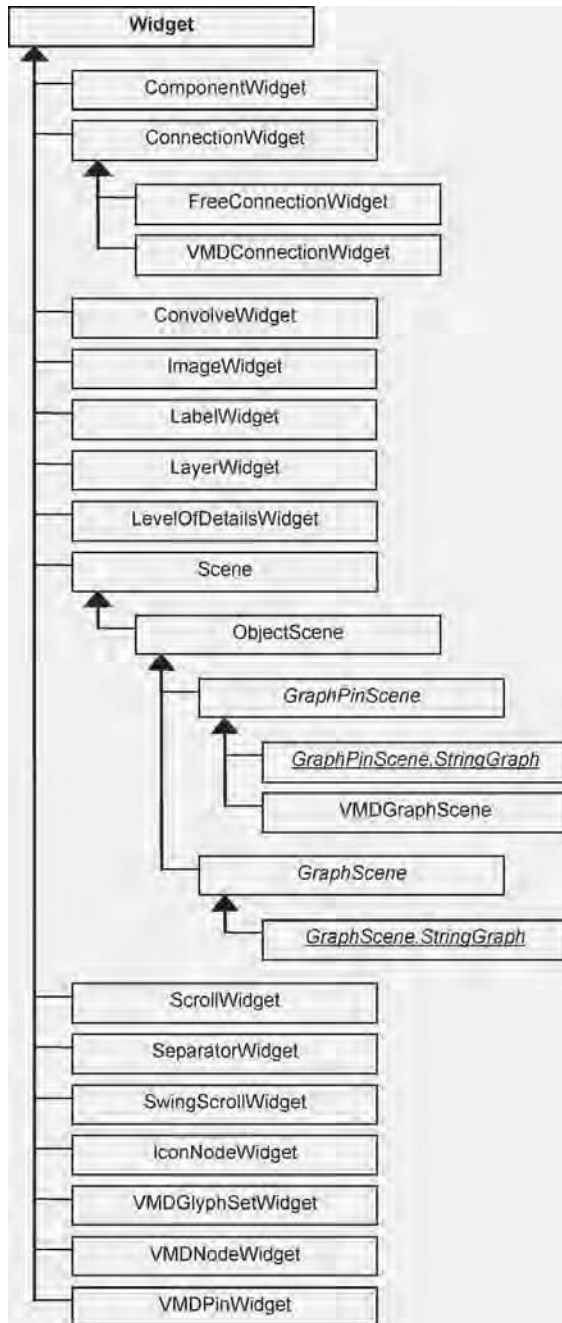 Widget
ComponentWidget
ConnectionWidget
FreeConnectionWidget
VMDConnectionWidget
ConvolveWidget
ImageWidget
LabelWidget
LayerWidget
LevelOfDetailsWidget
Scene
ObjectScene
GraphPinScene
GraphPinScene.StringGraph
VMDGraphScene
GraphScene
GraphScene.StringGraph
ScrollWidget
SeparatorWidget
SwingScrollWidget
IconNodeWidget
VMDGlyphSetWidget
VMDNodeWidget
VMDPinWidget